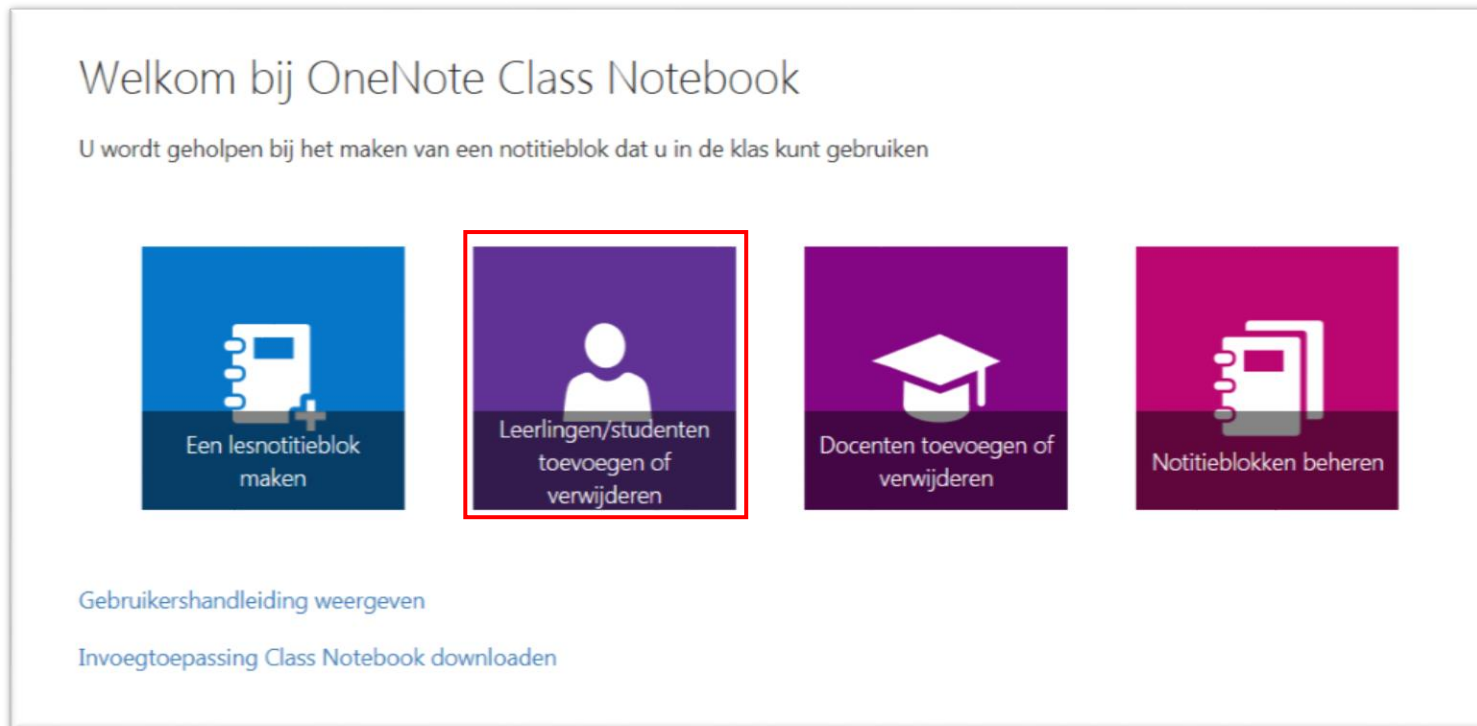 Welkom bij OneNote Class Notebook
U wordt geholpen bij het maken van een notitieblok dat u in de klas kunt gebruiken
Een lesnotitieblok
maken
Leerlingen/studenten
toevoegen of
verwijderen
Docenten toevoegen of
verwijderen
Notitieblokken beheren
Gebruikershandleiding weergeven
Invoegtoepassing Class Notebook downloaden